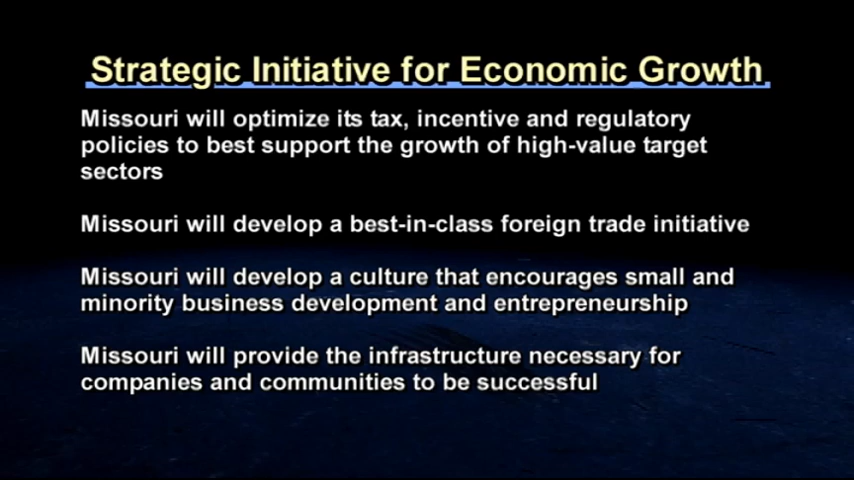 Strategic Initiative for Economic Growth
Missouri will optimize its tax, incentive and regulatory
policies to best support the growth of high-value target
sectors
Missouri will develop a best-in-class foreign trade initiative
Missouri will develop a culture that encourages small and
minority business development and entrepreneurship
Missouri will provide the infrastructure necessary for
companies and communities to be successful